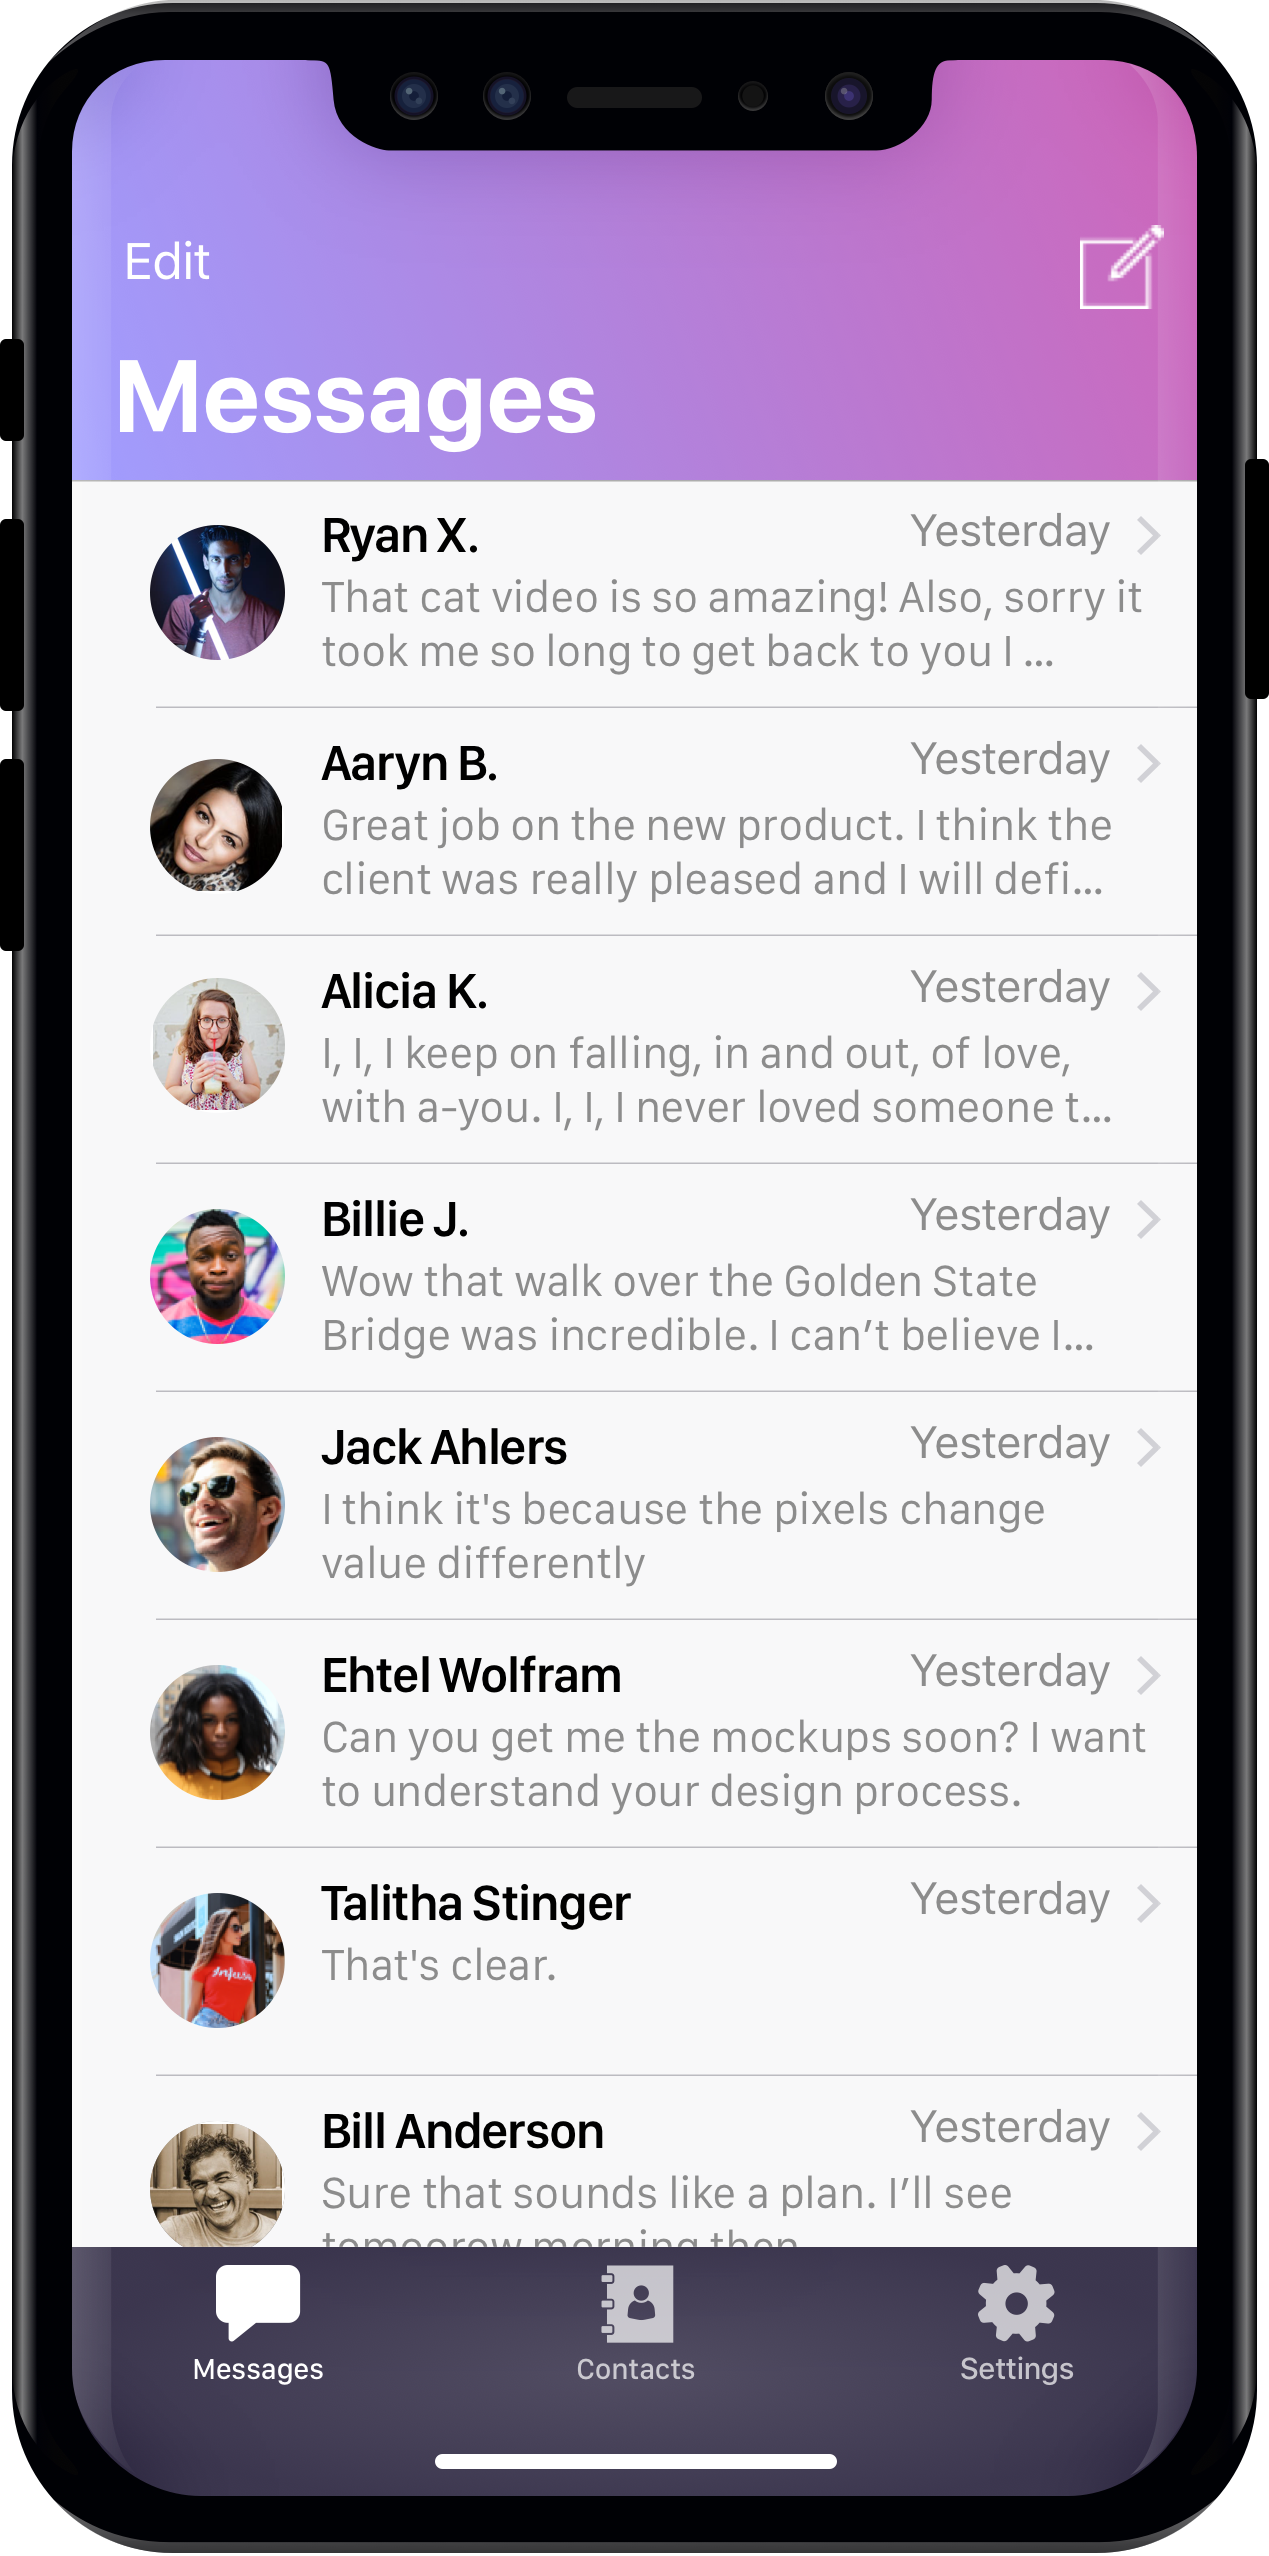 Edit
Messages
Ryan X.
Yesterday
That cat video is so amazing! Also, sorry it
took me so long to get back to you I ...
Aaryn B.
Yesterday
Great job on the new product. I think the
client was really pleased and I will defi...
Alicia K.
Yesterday
I, I, I keep on falling, in and out, of love,
with a-you. I, I, I never loved someone t...
Billie J.
Yesterday
Wow that walk over the Golden State
Bridge was incredible. I can’t believe I...
Jack Ahlers
Yesterday
I think it's because the pixels change
value differently
Ehtel Wolfram
Yesterday
Can you get me the mockups soon? I want
to understand your design process.
Talitha Stinger
Yesterday
That's clear.
Bill Anderson
Yesterday
Sure that sounds like a plan. I’ll see
morning then
Messages
Contacts
Settings